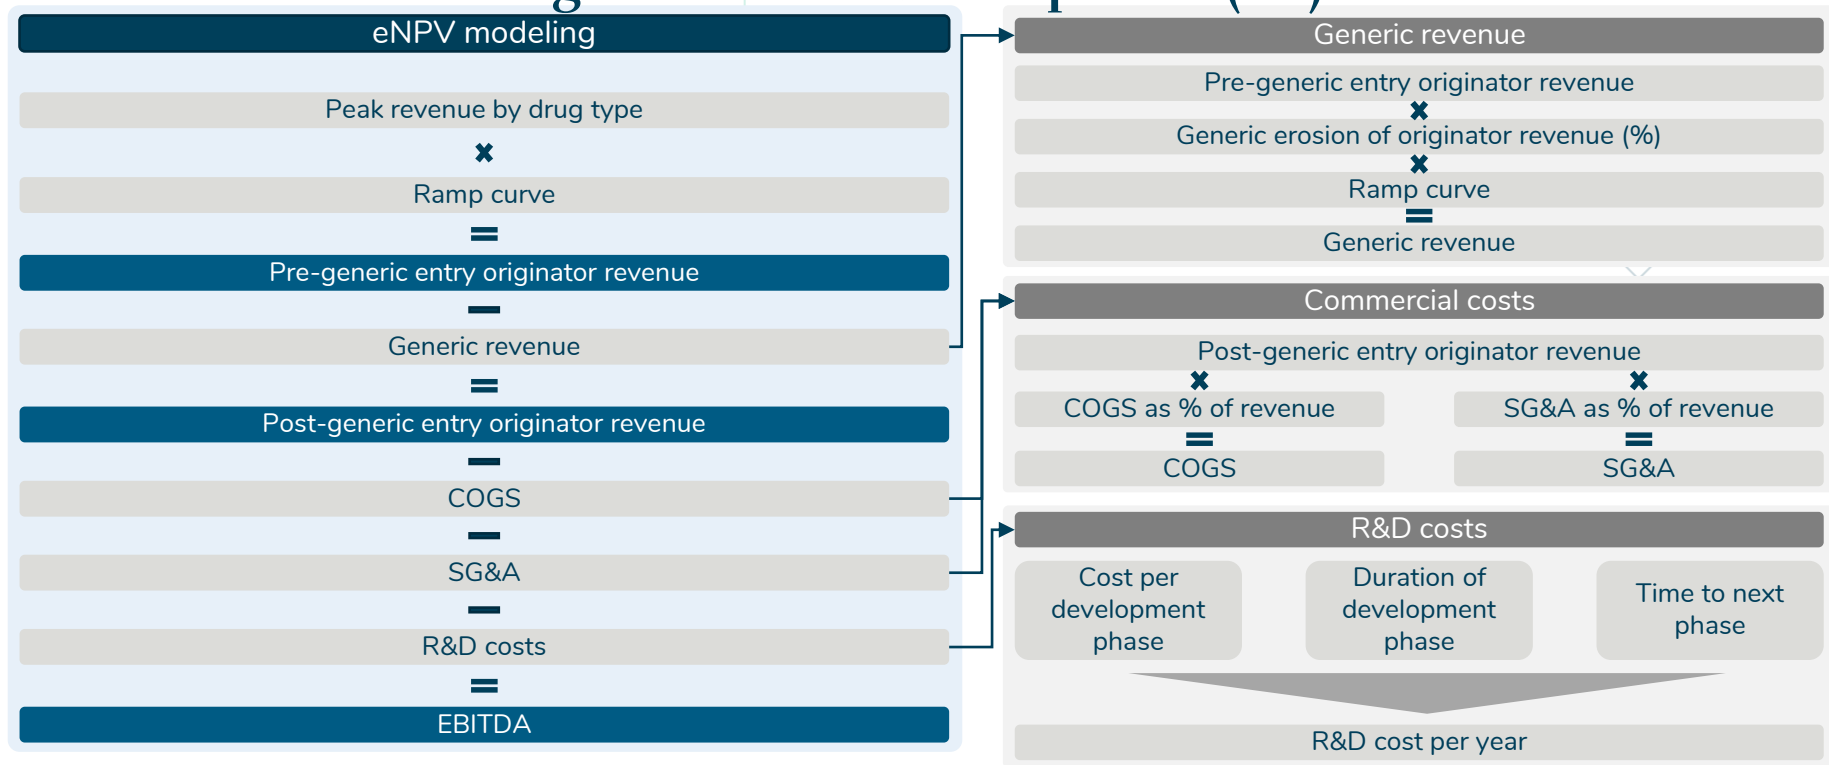 eNPV modeling
Peak revenue by drug type
×
Ramp curve
=
Pre-generic entry originator revenue
−
Generic revenue
=
Post-generic entry originator revenue
−
COGS
−
SG&A
−
R&D costs
=
EBITDA
Generic revenue
Pre-generic entry originator revenue
×
Generic erosion of originator revenue (%)
×
Ramp curve
=
Generic revenue
Commercial costs
Post-generic entry originator revenue
× ×
COGS as % of revenue SG&A as % of revenue
= =
COGS SG&A
R&D costs
Cost per
development
phase
Duration of
development
phase
Time to next
phase
R&D cost per year